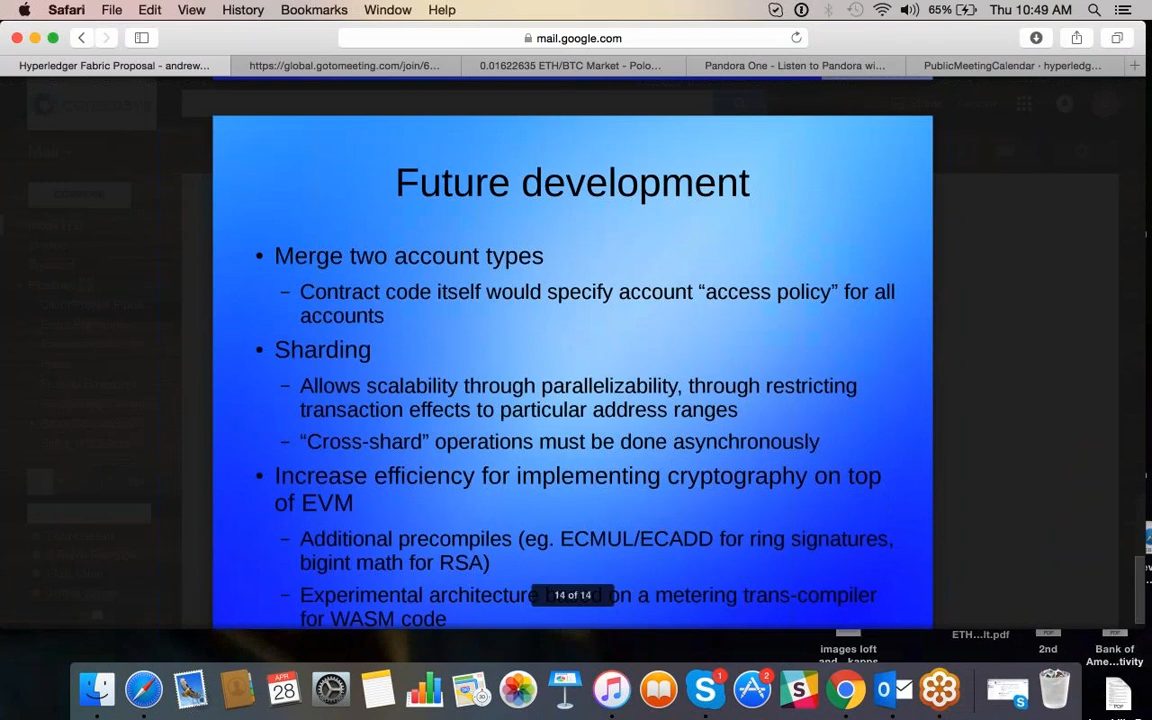 Safari File Edit View History Bookmarks Window Help 65% Thu 10:49 AM
mail.google.com
Hyperledger Fabric Proposal - andrew... https://global.gotomeeting.com/join/6... 0.01622635 ETH/BTC Market - Polo... Pandora One - Listen to Pandora wi... PublicMeetingCalendar · hyperledg...
Future development
• Merge two account types
– Contract code itself would specify account “access policy” for all
accounts
• Sharding
– Allows scalability through parallelizability, through restricting
transaction effects to particular address ranges
– “Cross-shard” operations must be done asynchronously
• Increase efficiency for implementing cryptography on top
of EVM
– Additional precompiles (eg. ECMUL/ECADD for ring signatures,
bigint math for RSA)
– Experimental architecture based on a metering trans-compiler
for WASM code
14 of 14
ETH...lt.pdf
images loft
2nd
Bank of
Ame...tivity
APR
28
30
1
2